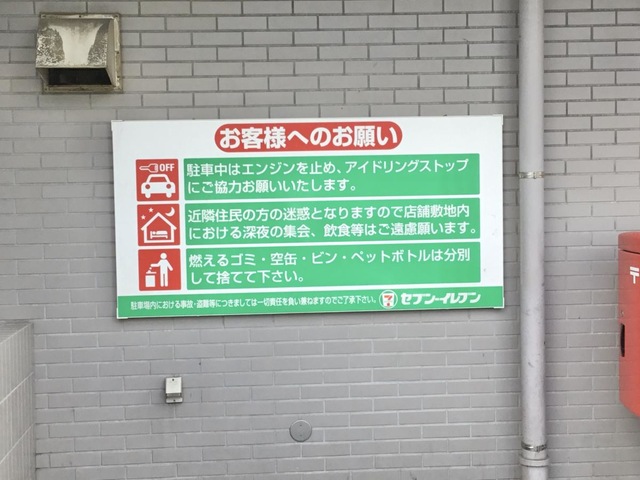 お客様へのお願い
OFF
駐車中はエンジンを止め、アイドリングストップ
にご協力お願いいたします。
近隣住民の方の迷惑となりますので店舗敷地内
における深夜の集会、飲食等はご遠慮願います。
燃えるゴミ・空缶・ビン・ペットボトルは分別
して捨てて下さい。
駐車場内における事故・盗難等につきましては一切責任を負い兼ねますのでご了承下さい。 セブン-イレブン